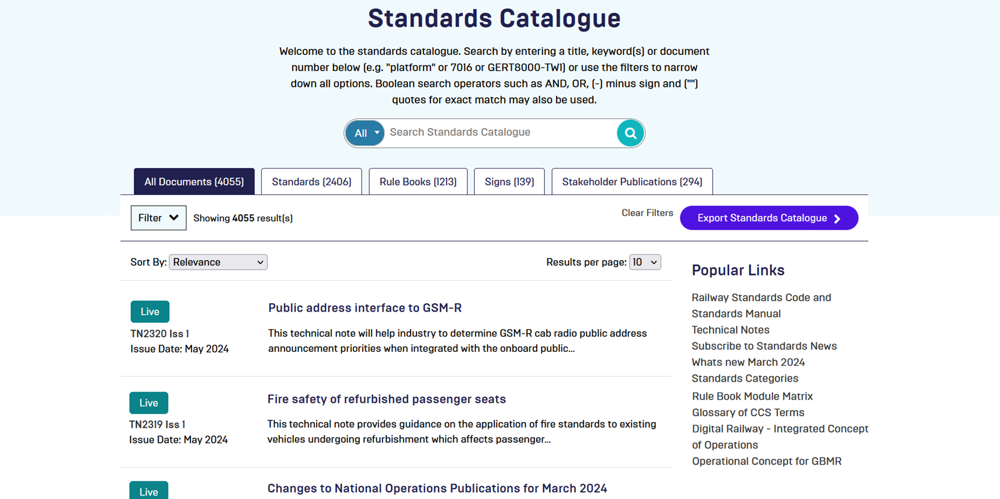 Standards Catalogue
Welcome to the standards catalogue. Search by entering a title, keyword(s) or document
number below (e.g. "platform" or 7016 or GERT8000-TW1) or use the filters to narrow
down all options. Boolean search operators such as AND, OR, (-) minus sign and ("")
quotes for exact match may also be used.
All Search Standards Catalogue
All Documents (4055) Standards (2406) Rule Books (1213) Signs (139) Stakeholder Publications (294)
Filter Showing 4055 result(s) Clear Filters Export Standards Catalogue
Sort By: Relevance Results per page: 10
Live
TN2320 Iss 1
Issue Date: May 2024
Public address interface to GSM-R
This technical note will help industry to determine GSM-R cab radio public address
announcement priorities when integrated with the onboard public...
Live
TN2319 Iss 1
Issue Date: May 2024
Fire safety of refurbished passenger seats
This technical note provides guidance on the application of fire standards to existing
vehicles undergoing refurbishment which affects passenger...
Live
Changes to National Operations Publications for March 2024
Popular Links
Railway Standards Code and
Standards Manual
Technical Notes
Subscribe to Standards News
Whats new March 2024
Standards Categories
Rule Book Module Matrix
Glossary of CCS Terms
Digital Railway - Integrated Concept
of Operations
Operational Concept for GBMR